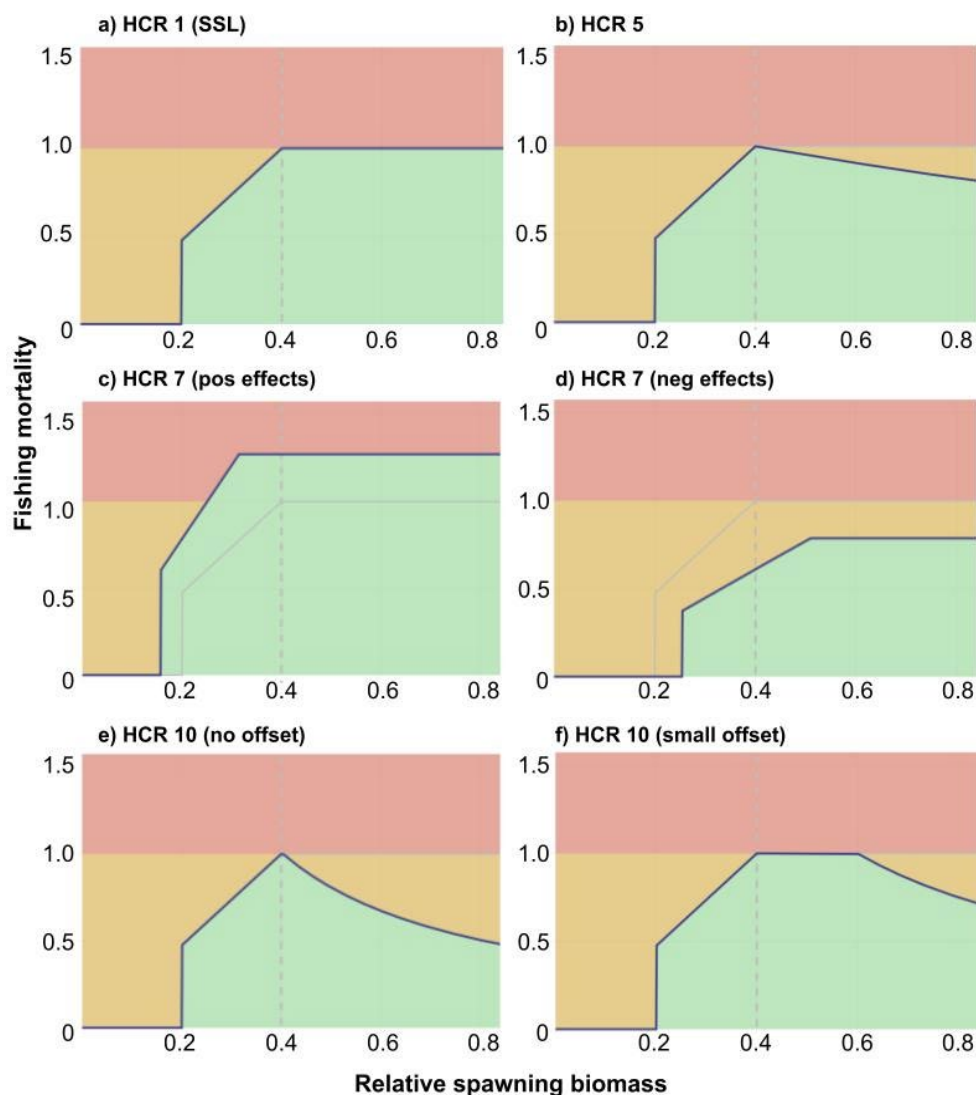 a) HCR 1 (SSL)
1.5
1.0
0.5
0
0.2 0.4 0.6 0.8
b) HCR 5
1.5
1.0
0.5
0
0.2 0.4 0.6 0.8
c) HCR 7 (pos effects)
1.5
1.0
0.5
0
0.2 0.4 0.6 0.8
d) HCR 7 (neg effects)
1.5
1.0
0.5
0
0.2 0.4 0.6 0.8
e) HCR 10 (no offset)
1.5
1.0
0.5
0
0.2 0.4 0.6 0.8
f) HCR 10 (small offset)
1.5
1.0
0.5
0
0.2 0.4 0.6 0.8
Fishing mortality
Relative spawning biomass